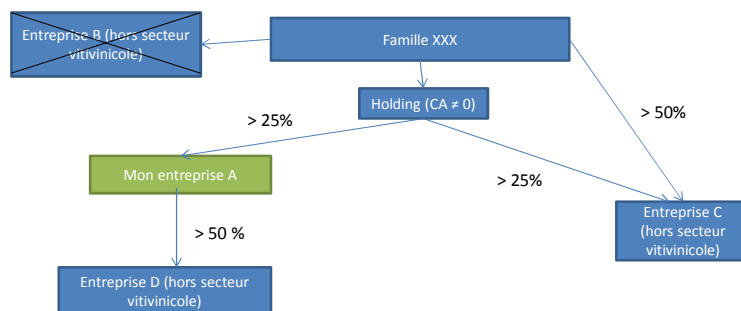 Entreprise B (hors secteur
vitivinicole)
Famille XXX
Holding (CA ≠ 0)
> 25%
> 50%
Mon entreprise A
> 25%
Entreprise C
(hors secteur
vitivinicole)
> 50 %
Entreprise D (hors secteur
vitivinicole)